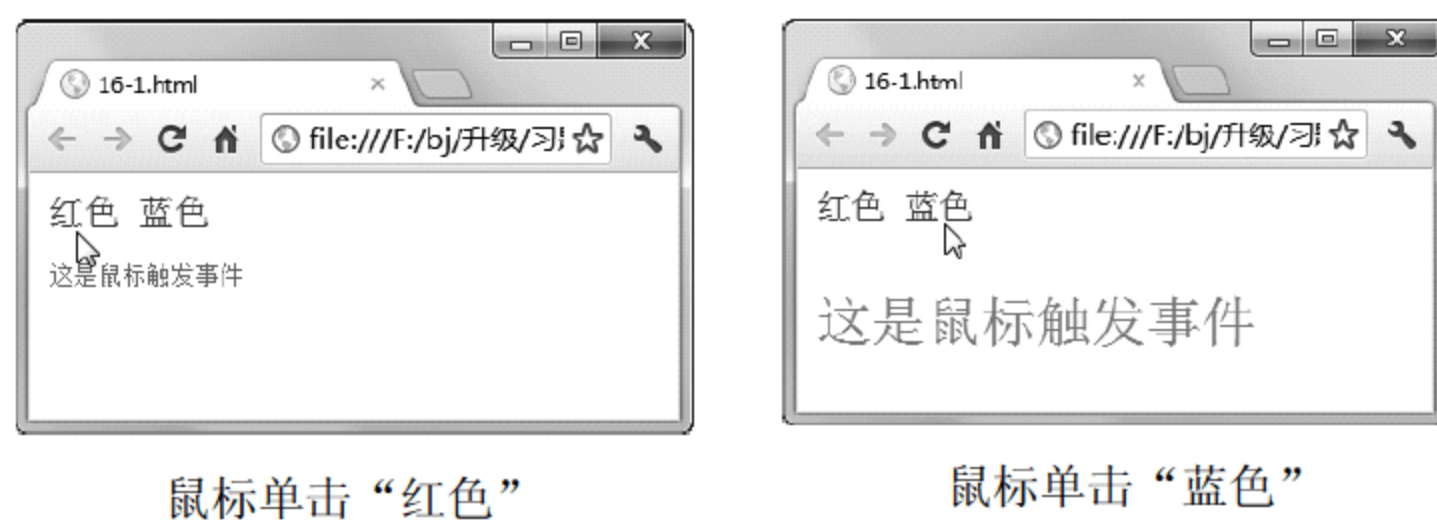 16-1.html
file:///F:/bj/升级/习
红色 蓝色
这是鼠标触发事件
鼠标单击“红色”
16-1.html
file:///F:/bj/升级/习
红色 蓝色
这是鼠标触发事件
鼠标单击“蓝色”